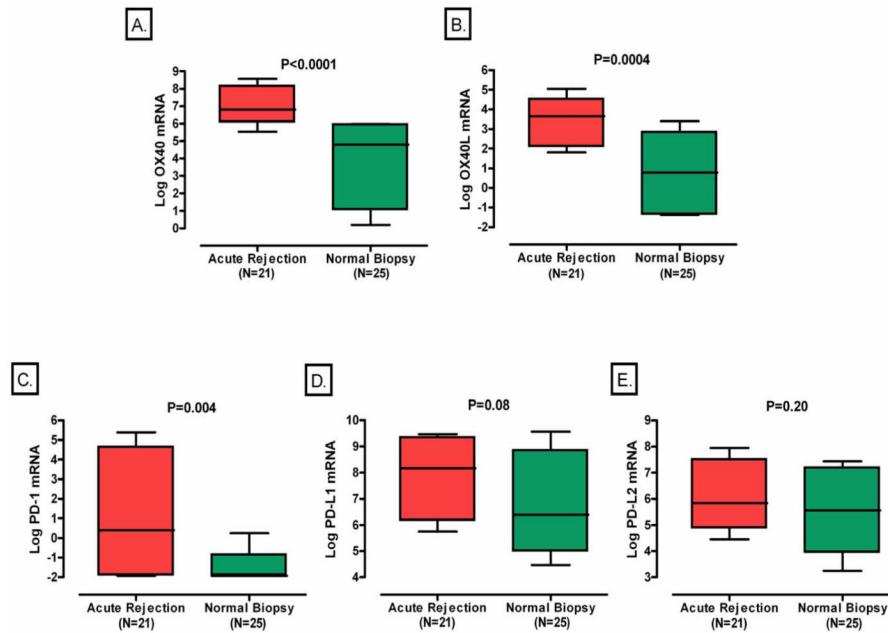 A.
P<0.0001
Log OX40 mRNA
9
8
7
6
5
4
3
2
1
0
Acute Rejection
(N=21)
Normal Biopsy
(N=25)
B.
P=0.0004
Log OX40L mRNA
6
5
4
3
2
1
0
-1
-2
Acute Rejection
(N=21)
Normal Biopsy
(N=25)
C.
P=0.004
Log PD-1 mRNA
6
5
4
3
2
1
0
-1
-2
Acute Rejection
(N=21)
Normal Biopsy
(N=25)
D.
P=0.08
Log PD-L1 mRNA
10
9
8
7
6
5
4
Acute Rejection
(N=21)
Normal Biopsy
(N=25)
E.
P=0.20
Log PD-L2 mRNA
9
8
7
6
5
4
3
Acute Rejection
(N=21)
Normal Biopsy
(N=25)